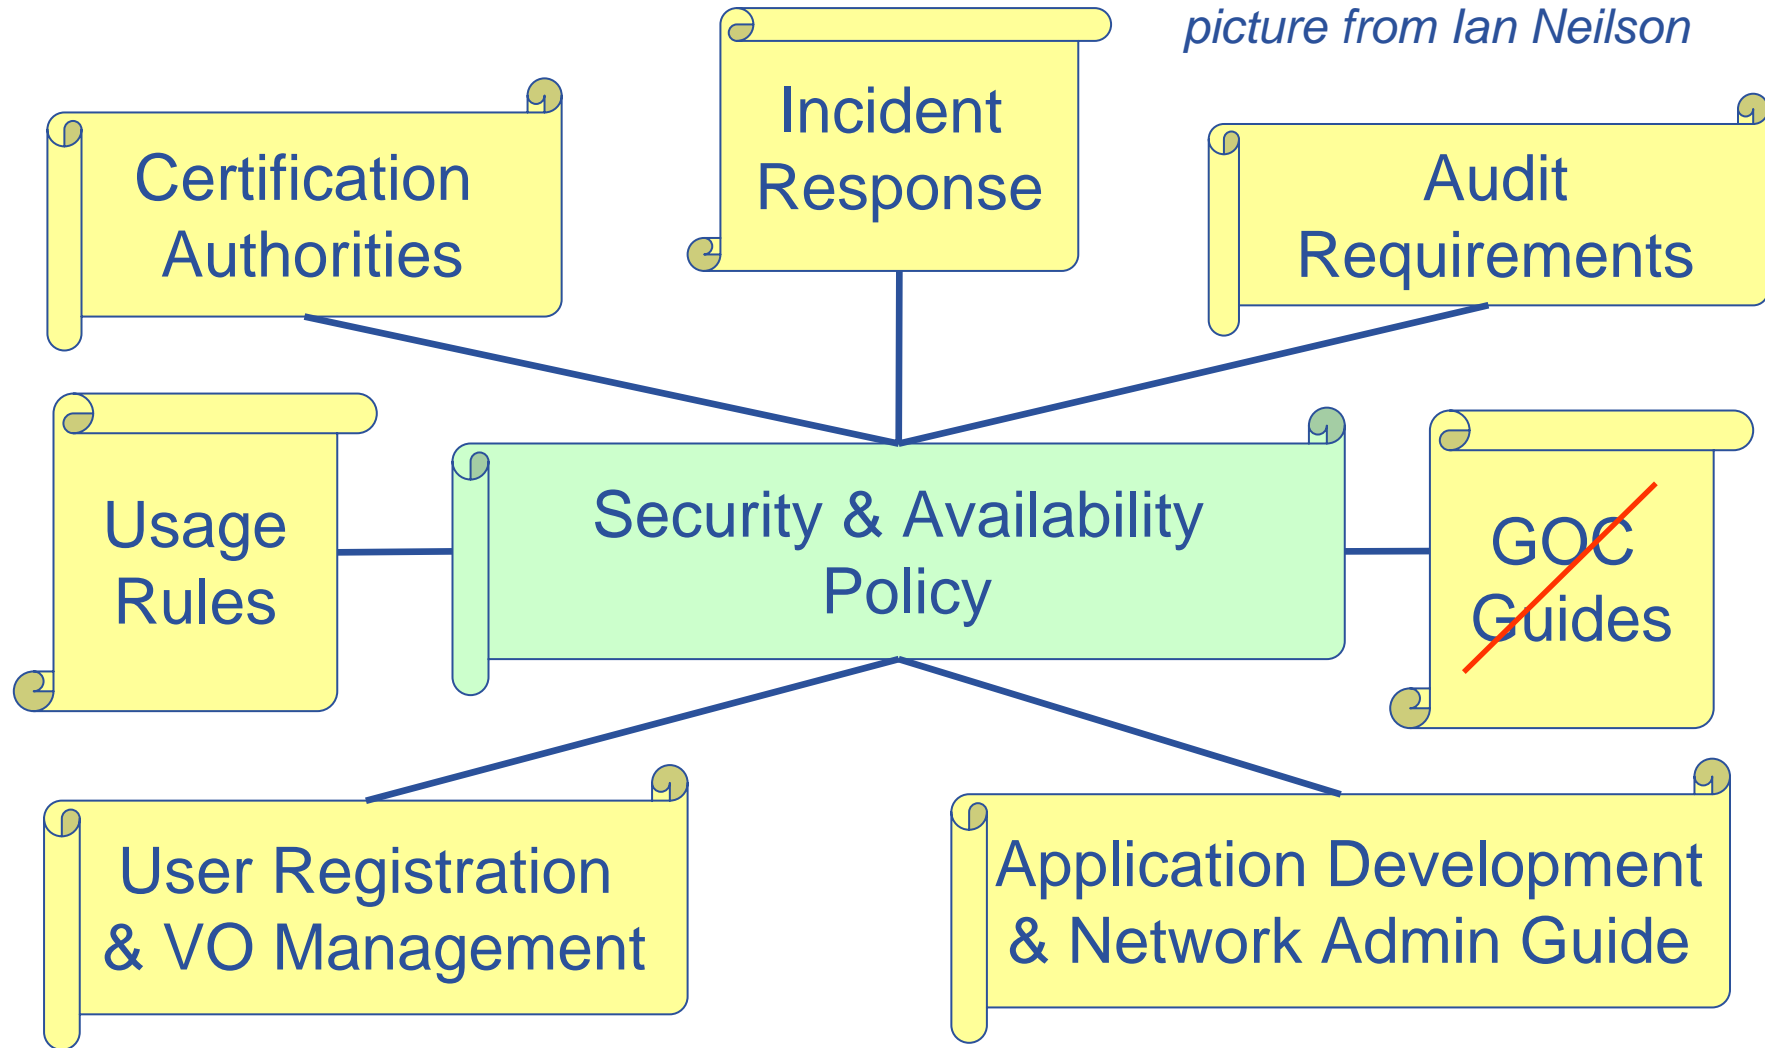 picture from Ian Neilson
Incident
Response
Certification
Authorities
Audit
Requirements
Usage
Rules
Security & Availability
Policy
GOC
Guides
User Registration
& VO Management
Application Development
& Network Admin Guide